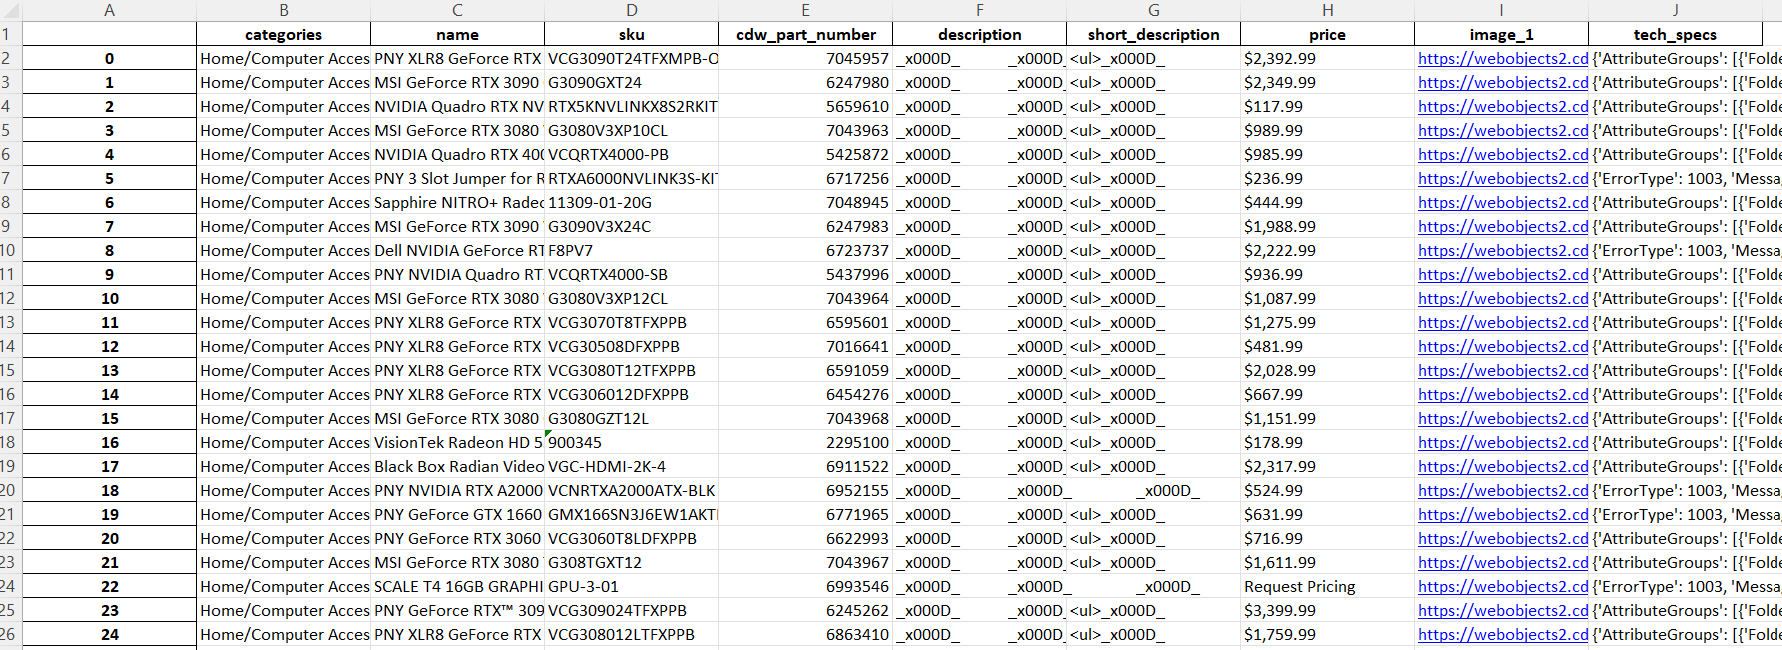 A B C D E F G H I J
1 categories name sku cdw_part_number description short_description price image_1 tech_specs
2 0 Home/Computer Acces PNY XLR8 GeForce RTX VCG3090T24TFXMPB-O 7045957 _x000D_ _x000D_ <ul>_x000D_ $2,392.99 https://webobjects2.cd {'AttributeGroups': [{'Folde
3 1 Home/Computer Acces MSI GeForce RTX 3090 G3090GXT24 6247980 _x000D_ _x000D_ <ul>_x000D_ $2,349.99 https://webobjects2.cd {'AttributeGroups': [{'Folde
4 2 Home/Computer Acces NVIDIA Quadro RTX NV RTX5KNVLINKX8S2RKIT 5659610 _x000D_ _x000D_ <ul>_x000D_ $117.99 https://webobjects2.cd {'AttributeGroups': [{'Folde
5 3 Home/Computer Acces MSI GeForce RTX 3080 G3080V3XP10CL 7043963 _x000D_ _x000D_ <ul>_x000D_ $989.99 https://webobjects2.cd {'AttributeGroups': [{'Folde
6 4 Home/Computer Acces NVIDIA Quadro RTX 400 VCQRTX4000-PB 5425872 _x000D_ _x000D_ <ul>_x000D_ $985.99 https://webobjects2.cd {'AttributeGroups': [{'Folde
7 5 Home/Computer Acces PNY 3 Slot Jumper for R RTXA6000NVLINK3S-KIT 6717256 _x000D_ _x000D_ <ul>_x000D_ $236.99 https://webobjects2.cd {'ErrorType': 1003, 'Messa
8 6 Home/Computer Acces Sapphire NITRO+ Radec 11309-01-20G 7048945 _x000D_ _x000D_ <ul>_x000D_ $444.99 https://webobjects2.cd {'AttributeGroups': [{'Folde
9 7 Home/Computer Acces MSI GeForce RTX 3090 G3090V3X24C 6247983 _x000D_ _x000D_ <ul>_x000D_ $1,988.99 https://webobjects2.cd {'AttributeGroups': [{'Folde
10 8 Home/Computer Acces Dell NVIDIA GeForce RT F8PV7 6723737 _x000D_ _x000D_ <ul>_x000D_ $2,222.99 https://webobjects2.cd {'ErrorType': 1003, 'Messa
11 9 Home/Computer Acces PNY NVIDIA Quadro RT VCQRTX4000-SB 5437996 _x000D_ _x000D_ <ul>_x000D_ $936.99 https://webobjects2.cd {'AttributeGroups': [{'Folde
12 10 Home/Computer Acces MSI GeForce RTX 3080 G3080V3XP12CL 7043964 _x000D_ _x000D_ <ul>_x000D_ $1,087.99 https://webobjects2.cd {'AttributeGroups': [{'Folde
13 11 Home/Computer Acces PNY XLR8 GeForce RTX VCG3070T8TFXPPB 6595601 _x000D_ _x000D_ <ul>_x000D_ $1,275.99 https://webobjects2.cd {'AttributeGroups': [{'Folde
14 12 Home/Computer Acces PNY XLR8 GeForce RTX VCG30508DFXPPB 7016641 _x000D_ _x000D_ <ul>_x000D_ $481.99 https://webobjects2.cd {'AttributeGroups': [{'Folde
15 13 Home/Computer Acces PNY XLR8 GeForce RTX VCG3080T12TFXPPB 6591059 _x000D_ _x000D_ <ul>_x000D_ $2,028.99 https://webobjects2.cd {'AttributeGroups': [{'Folde
16 14 Home/Computer Acces PNY XLR8 GeForce RTX VCG306012DFXPPB 6454276 _x000D_ _x000D_ <ul>_x000D_ $667.99 https://webobjects2.cd {'AttributeGroups': [{'Folde
17 15 Home/Computer Acces MSI GeForce RTX 3080 G3080GZT12L 7043968 _x000D_ _x000D_ <ul>_x000D_ $1,151.99 https://webobjects2.cd {'AttributeGroups': [{'Folde
18 16 Home/Computer Acces VisionTek Radeon HD 5 900345 2295100 _x000D_ _x000D_ <ul>_x000D_ $178.99 https://webobjects2.cd {'AttributeGroups': [{'Folde
19 17 Home/Computer Acces Black Box Radian Video VGC-HDMI-2K-4 6911522 _x000D_ _x000D_ <ul>_x000D_ $2,317.99 https://webobjects2.cd {'AttributeGroups': [{'Folde
20 18 Home/Computer Acces PNY NVIDIA RTX A2000 VCNRTXA2000ATX-BLK 6952155 _x000D_ _x000D_ _x000D_ $524.99 https://webobjects2.cd {'ErrorType': 1003, 'Messa
21 19 Home/Computer Acces PNY GeForce GTX 1660 GMX166SN3J6EW1AKTI 6771965 _x000D_ _x000D_ <ul>_x000D_ $631.99 https://webobjects2.cd {'ErrorType': 1003, 'Messa
22 20 Home/Computer Acces PNY GeForce RTX 3060 VCG3060T8LDFXPPB 6622993 _x000D_ _x000D_ <ul>_x000D_ $716.99 https://webobjects2.cd {'AttributeGroups': [{'Folde
23 21 Home/Computer Acces MSI GeForce RTX 3080 G308TGXT12 7043967 _x000D_ _x000D_ <ul>_x000D_ $1,611.99 https://webobjects2.cd {'AttributeGroups': [{'Folde
24 22 Home/Computer Acces SCALE T4 16GB GRAPHI GPU-3-01 6993546 _x000D_ _x000D_ _x000D_ Request Pricing https://webobjects2.cd {'ErrorType': 1003, 'Messa
25 23 Home/Computer Acces PNY GeForce RTX™ 309 VCG309024TFXPPB 6245262 _x000D_ _x000D_ <ul>_x000D_ $3,399.99 https://webobjects2.cd {'AttributeGroups': [{'Folde
26 24 Home/Computer Acces PNY XLR8 GeForce RTX VCG308012LTFXPPB 6863410 _x000D_ _x000D_ <ul>_x000D_ $1,759.99 https://webobjects2.cd {'AttributeGroups': [{'Folde